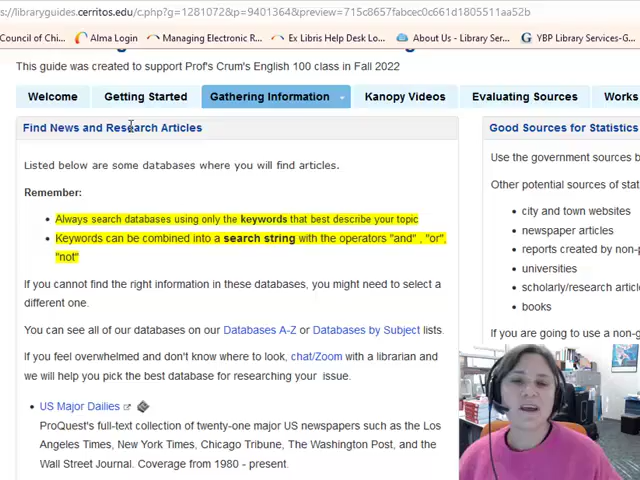 s://libraryguides.cerritos.edu/c.php?g=1281072&p=9401364&preview=715c8657fabcec0c661d1805511aa52b
Council of Chi... Alma Login Managing Electronic R... Ex Libris Help Desk Lo... About Us - Library Ser... YBP Library Services-G...
This guide was created to support Prof's Crum's English 100 class in Fall 2022
Welcome Getting Started Gathering Information Kanopy Videos Evaluating Sources Works
Find News and Research Articles
Listed below are some databases where you will find articles.
Remember:
• Always search databases using only the keywords that best describe your topic
• Keywords can be combined into a search string with the operators "and" , "or",
"not"
If you cannot find the right information in these databases, you might need to select a
different one.
You can see all of our databases on our Databases A-Z or Databases by Subject lists.
If you feel overwhelmed and don't know where to look, chat/Zoom with a librarian and
we will help you pick the best database for researching your issue.
• US Major Dailies
ProQuest's full-text collection of twenty-one major US newspapers such as the Los
Angeles Times, New York Times, Chicago Tribune, The Washington Post, and the
Wall Street Journal. Coverage from 1980 - present.
Good Sources for Statistics
Use the government sources b
Other potential sources of stat
• city and town websites
• newspaper articles
• reports created by non-p
• universities
• scholarly/research article
• books
If you are going to use a non-g